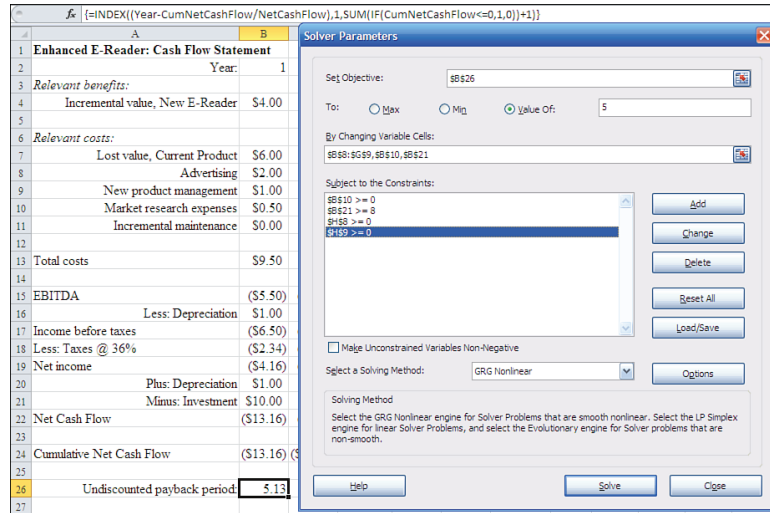 fx {=INDEX((Year-CumNetCashFlow/NetCashFlow),1,SUM(IF(CumNetCashFlow<=0,1,0))+1)}
A B
1 Enhanced E-Reader: Cash Flow Statement
2 Year: 1
3 Relevant benefits:
4 Incremental value, New E-Reader $4.00
5
6 Relevant costs:
7 Lost value, Current Product $6.00
8 Advertising $2.00
9 New product management $1.00
10 Market research expenses $0.50
11 Incremental maintenance $0.00
12
13 Total costs $9.50
14
15 EBITDA ($5.50)
16 Less: Depreciation $1.00
17 Income before taxes ($6.50)
18 Less: Taxes @ 36% ($2.34)
19 Net income ($4.16)
20 Plus: Depreciation $1.00
21 Minus: Investment $10.00
22 Net Cash Flow ($13.16)
23
24 Cumulative Net Cash Flow ($13.16) ($
25
26 Undiscounted payback period: 5.13
27
Solver Parameters
Set Objective: $B$26
To: Max Min Value Of: 5
By Changing Variable Cells:
$B$8:$G$9,$B$10,$B$21
Subject to the Constraints:
$B$10 >= 0
$B$21 >= 8
$H$8 >= 0
$H$9 >= 0
Add
Change
Delete
Reset All
Load/Save
Make Unconstrained Variables Non-Negative
Select a Solving Method: GRG Nonlinear Options
Solving Method
Select the GRG Nonlinear engine for Solver Problems that are smooth nonlinear. Select the LP Simplex
engine for linear Solver Problems, and select the Evolutionary engine for Solver problems that are
non-smooth.
Help Solve Close